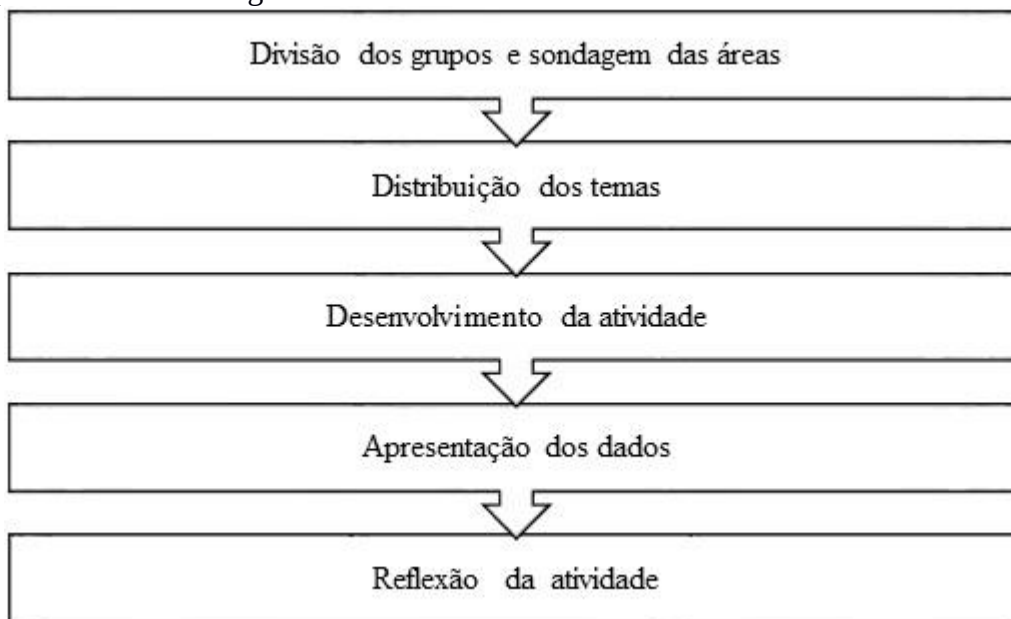 Divisão dos grupos e sondagem das áreas
Distribuição dos temas
Desenvolvimento da atividade
Apresentação dos dados
Reflexão da atividade